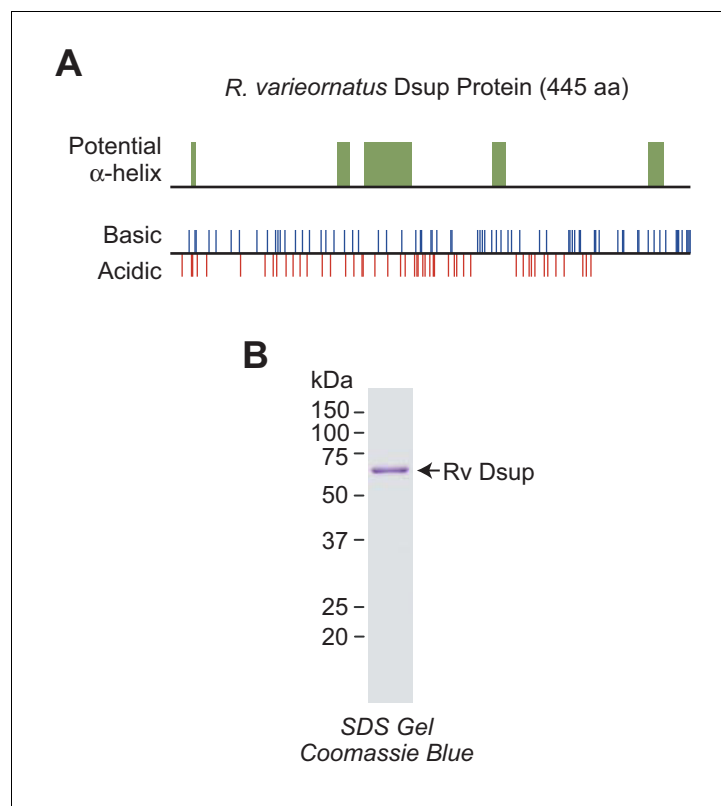 A
R. varieornatus Dsup Protein (445 aa)
Potential
α-helix
Basic
Acidic
B
kDa
150
100
75
50
37
25
20
Rv Dsup
SDS Gel
Coomassie Blue